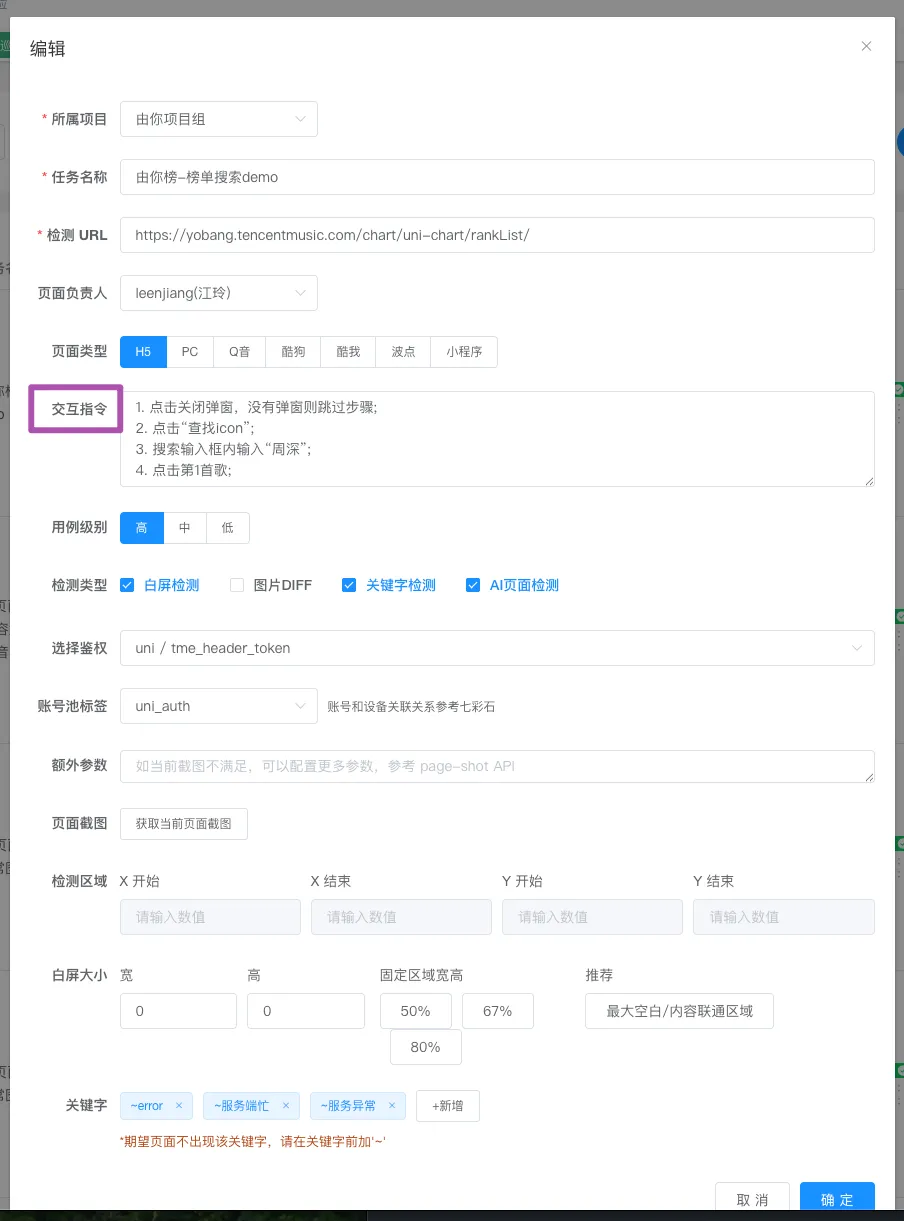 编辑
* 所属项目 由你项目组
* 任务名称 由你榜-榜单搜索demo
* 检测 URL https://yobang.tencentmusic.com/chart/uni-chart/rankList/
页面负责人 leenjiang(江玲)
页面类型 H5 PC Q音 酷狗 酷我 波点 小程序
交互指令 1. 点击关闭弹窗，没有弹窗则跳过步骤;
2. 点击“查找icon”;
3. 搜索输入框内输入“周深”;
4. 点击第1首歌;
用例级别 高 中 低
检测类型 白屏检测 图片DIFF 关键字检测 AI页面检测
选择鉴权 uni / tme_header_token
账号池标签 uni_auth 账号和设备关联关系参考七彩石
额外参数 如当前截图不满足，可以配置更多参数，参考 page-shot API
页面截图 获取当前页面截图
检测区域 X 开始 X 结束 Y 开始 Y 结束
请输入数值 请输入数值 请输入数值 请输入数值
白屏大小 宽 高 固定区域宽高 推荐
0 0 50% 67% 最大空白/内容联通区域
80%
关键字 ~error × ~服务端忙 × ~服务异常 × +新增
*期望页面不出现该关键字，请在关键字前加'~'
取 消 确 定